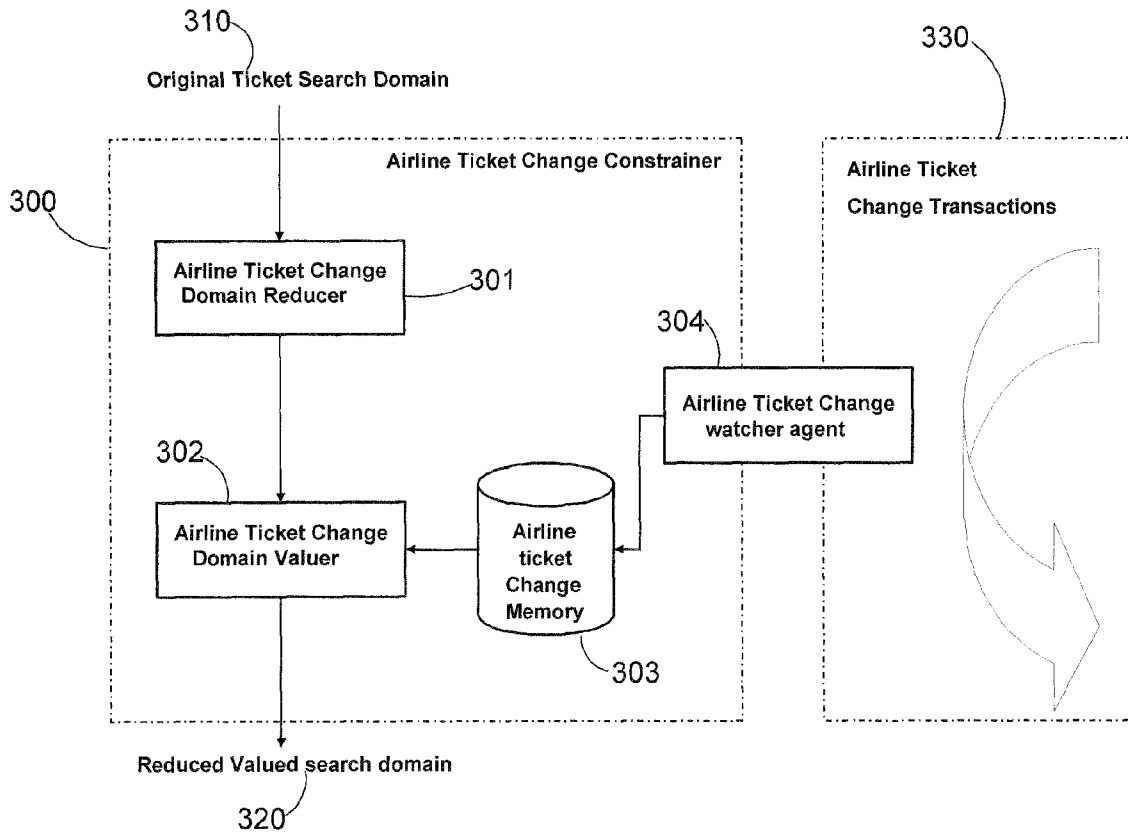 310
330
Original Ticket Search Domain
Airline Ticket Change Constrainer
Airline Ticket
Change Transactions
300
Airline Ticket Change
Domain Reducer
301
304
Airline Ticket Change
watcher agent
302
Airline Ticket Change
Domain Valuer
Airline
ticket
Change
Memory
303
Reduced Valued search domain
320